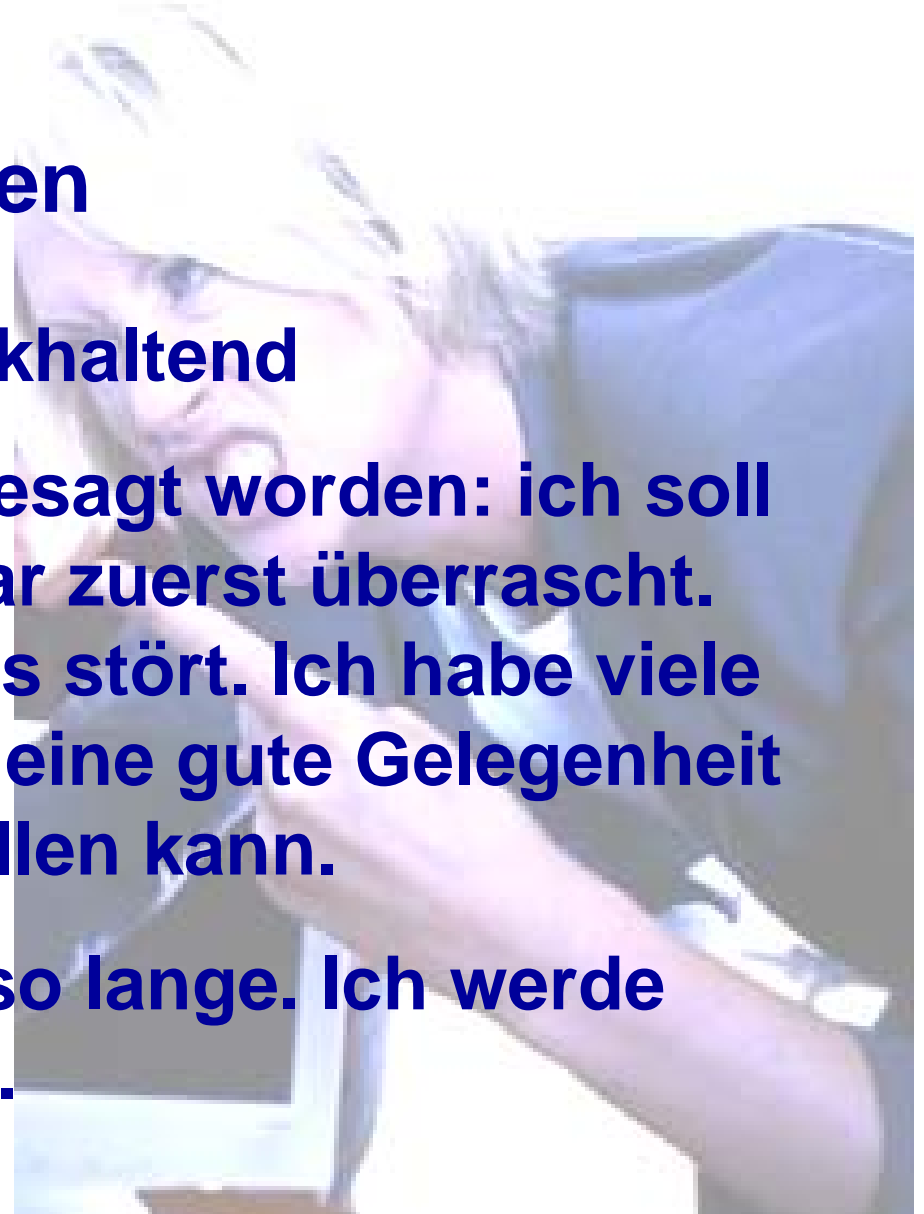 en
khaltend
esagt worden: ich soll
ar zuerst überrascht.
s stört. Ich habe viele
eine gute Gelegenheit
llen kann.
so lange. Ich werde
.